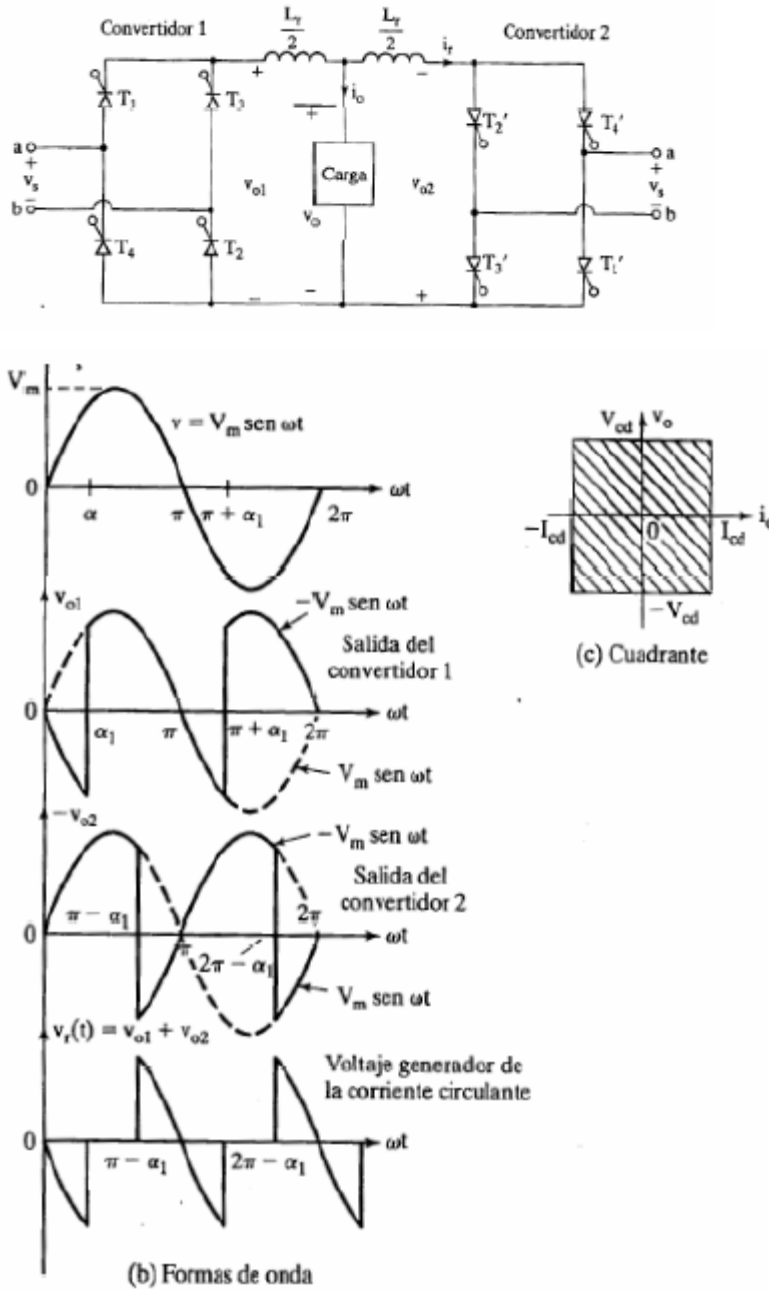 Convertidor 1
Lr/2
Lr/2
ir
Convertidor 2
+
−
T3
T2′
T4′
io
+
a
+
vs
−
b
vo1
Carga
vo
vo2
a
+
vs
−
b
T4
T2
T3′
T1′
−
−
+
Vm
v = Vm sen ωt
0
α
π
π + α1
2π
ωt
Vcd
vo
−Icd
0
Icd
−Vcd
(c) Cuadrante
vo1
−Vm sen ωt
Salida del
convertidor 1
0
α1
π
π + α1
2π
ωt
Vm sen ωt
−vo2
−Vm sen ωt
Salida del
convertidor 2
0
π − α1
π
2π − α1
2π
ωt
Vm sen ωt
vr(t) = vo1 + vo2
Voltaje generador de
la corriente circulante
0
π − α1
2π − α1
ωt
(b) Formas de onda